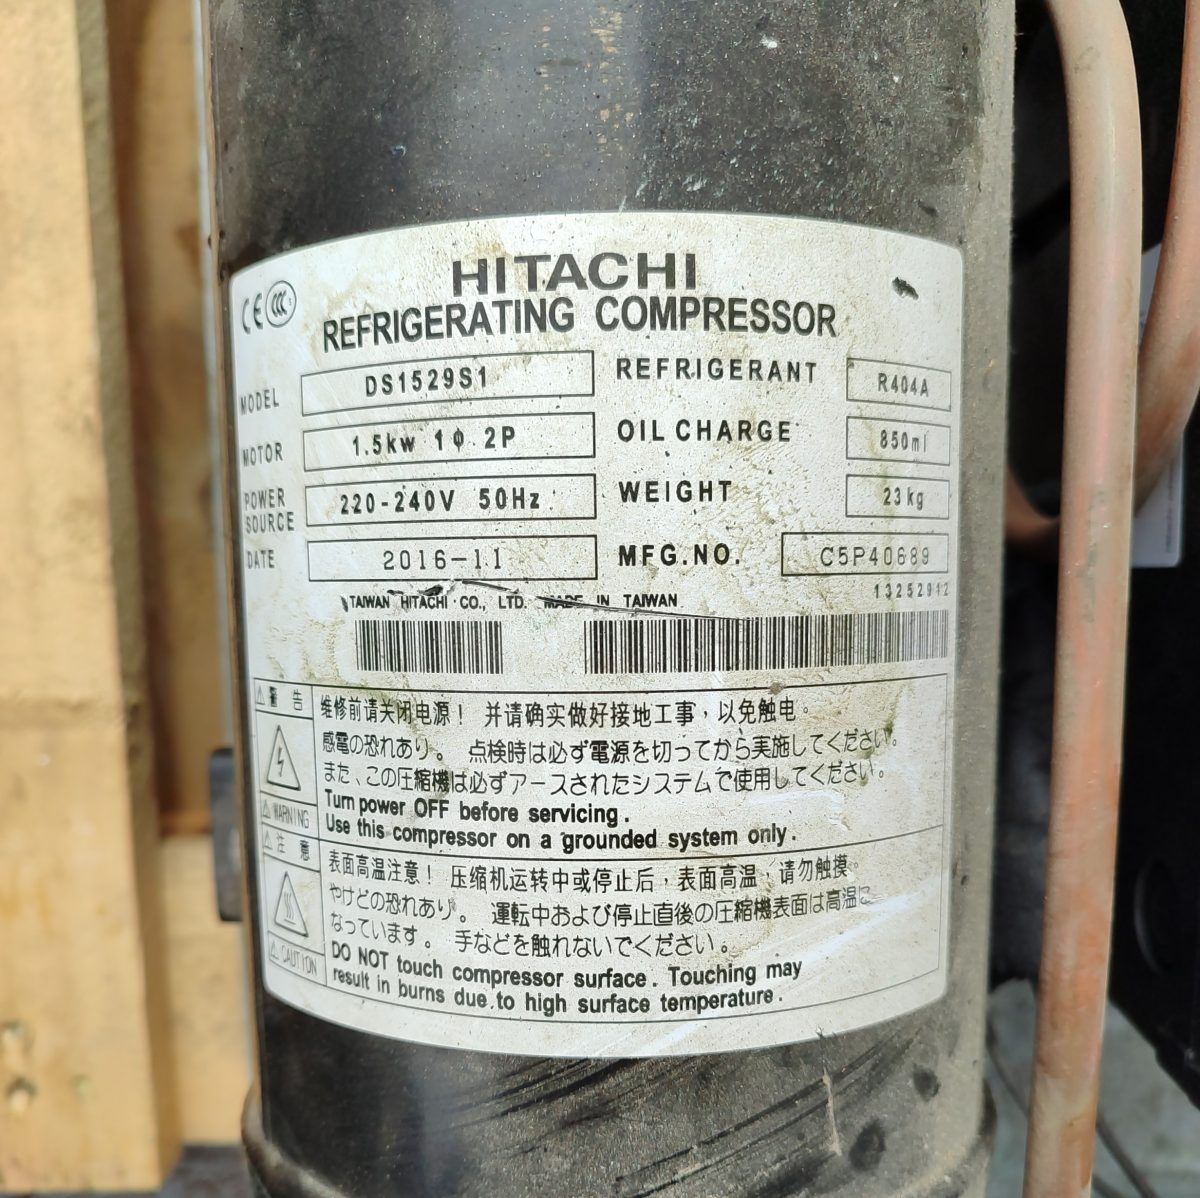 CE CCC
HITACHI
REFRIGERATING COMPRESSOR
MODEL DS1529S1
REFRIGERANT R404A
MOTOR 1.5kw 1ϕ 2P
OIL CHARGE 850ml
POWER SOURCE 220-240V 50Hz
WEIGHT 23kg
DATE 2016-11
MFG.NO. C5P40689
13252912
TAIWAN HITACHI CO., LTD. MADE IN TAIWAN
警告
维修前请关闭电源！ 并请确实做好接地工事，以免触电。
感電の恐れあり。 点検時は必ず電源を切ってから実施してください。
また、この圧縮機は必ずアースされたシステムで使用してください。
WARNING
Turn power OFF before servicing.
Use this compressor on a grounded system only.
注意
表面高温注意！ 压缩机运转中或停止后，表面高温，请勿触摸。
やけどの恐れあり。 運転中および停止直後の圧縮機表面は高温に
なっています。 手などを触れないでください。
CAUTION
DO NOT touch compressor surface. Touching may
result in burns due to high surface temperature.